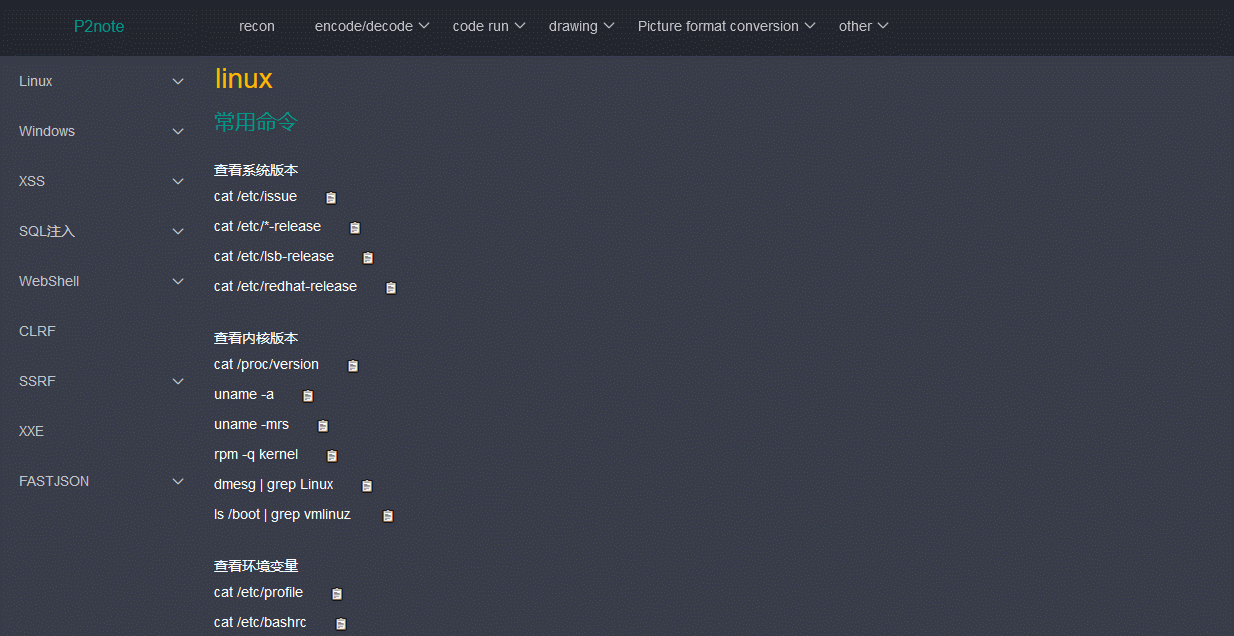 P2note recon encode/decode code run drawing Picture format conversion other
Linux
Windows
XSS
SQL注入
WebShell
CLRF
SSRF
XXE
FASTJSON
linux
常用命令
查看系统版本
cat /etc/issue
cat /etc/*-release
cat /etc/lsb-release
cat /etc/redhat-release
查看内核版本
cat /proc/version
uname -a
uname -mrs
rpm -q kernel
dmesg | grep Linux
ls /boot | grep vmlinuz
查看环境变量
cat /etc/profile
cat /etc/bashrc